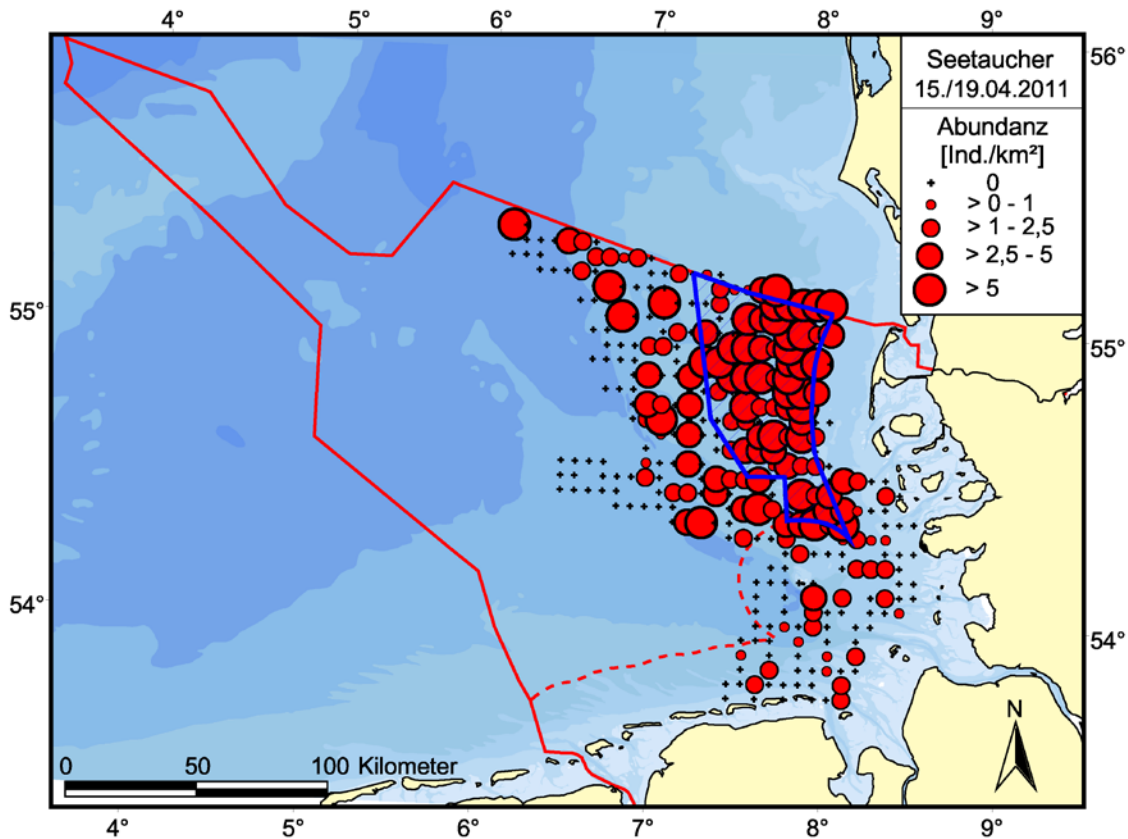 4° 5° 6° 7° 8° 9°
56°
Seetaucher
15./19.04.2011
Abundanz
[Ind./km²]
0
> 0 - 1
> 1 - 2,5
> 2,5 - 5
> 5
55°
55°
54°
54°
N
0 50 100 Kilometer
4° 5° 6° 7° 8° 9°